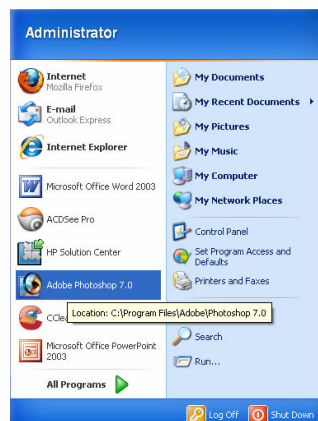 Administrator
Internet
Mozilla Firefox
E-mail
Outlook Express
Internet Explorer
Microsoft Office Word 2003
ACDSee Pro
HP Solution Center
Adobe Photoshop 7.0
Location: C:\Program Files\Adobe\Photoshop 7.0
Microsoft Office PowerPoint
2003
All Programs
My Documents
My Recent Documents
My Pictures
My Music
My Computer
My Network Places
Control Panel
Set Program Access and
Defaults
Printers and Faxes
Search
Run...
Log Off
Shut Down